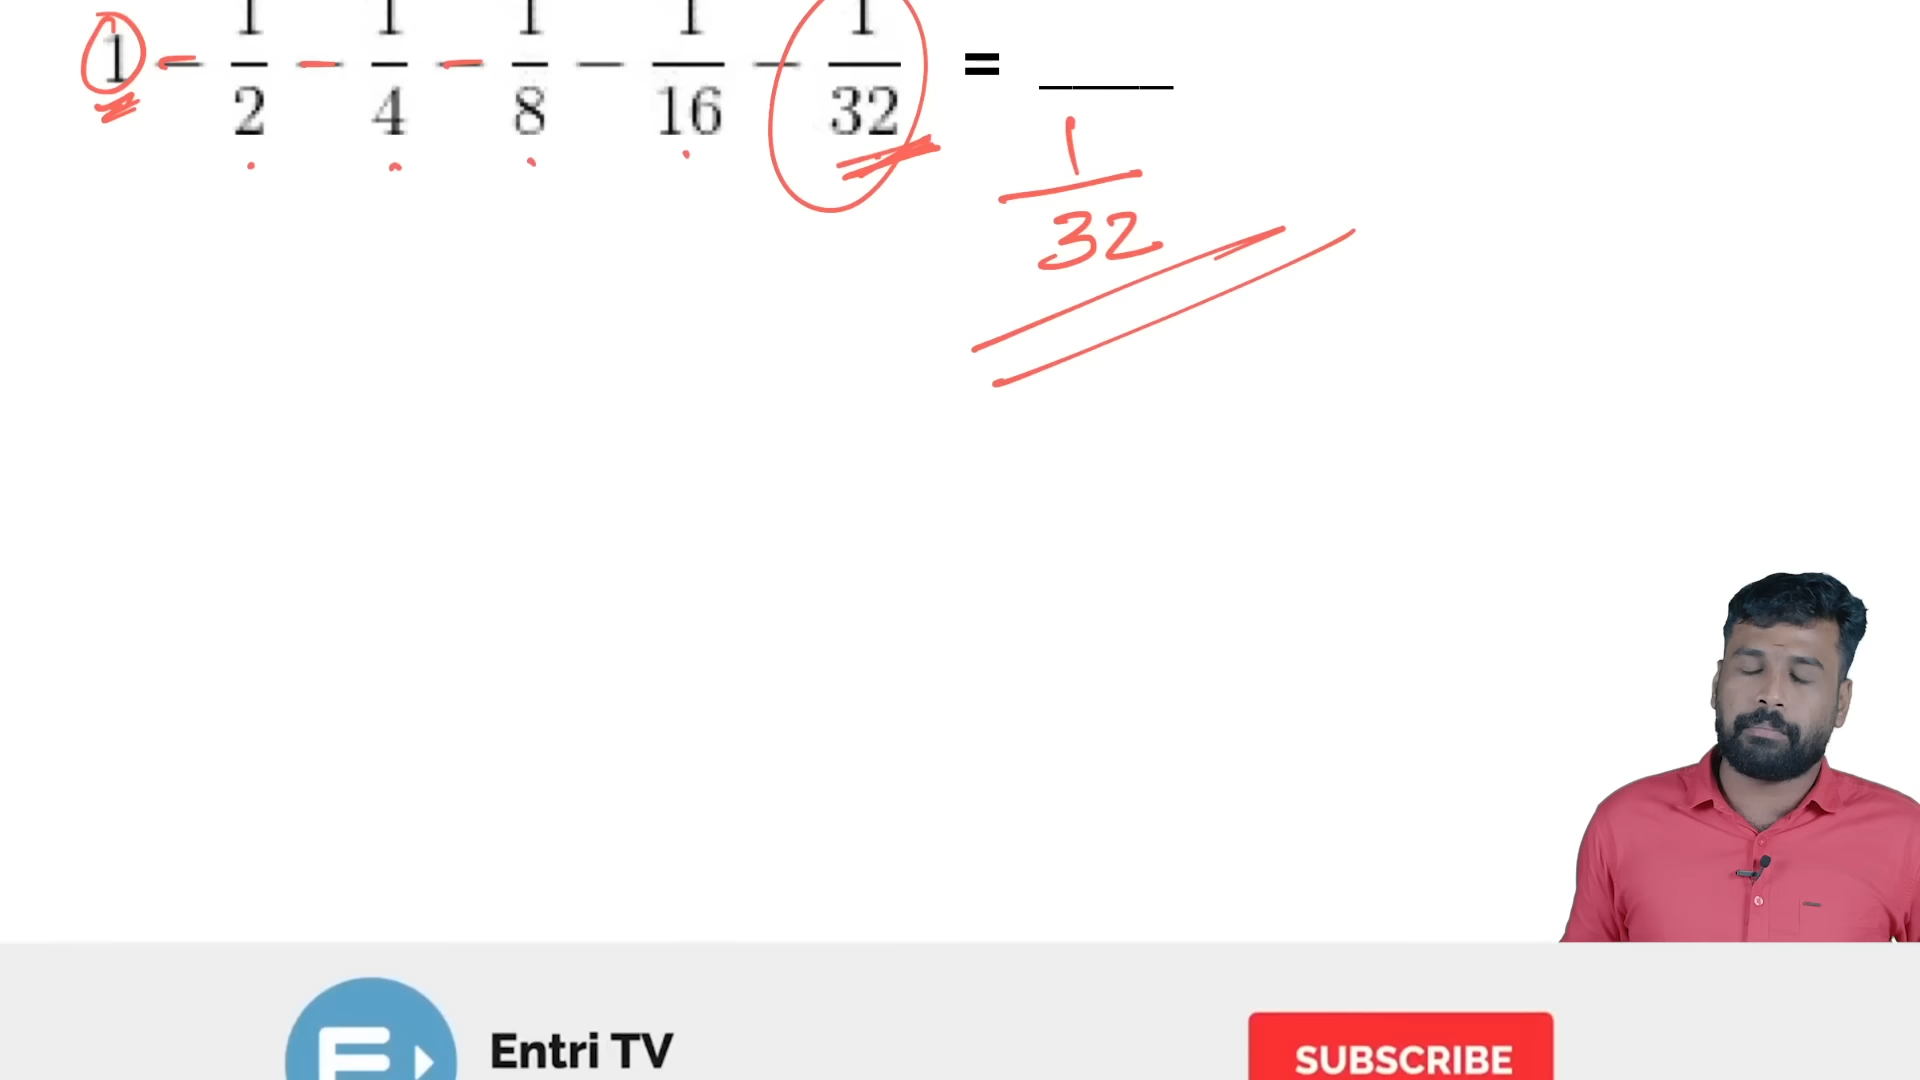 1 − 1/2 − 1/4 − 1/8 − 1/16 − 1/32 = ____
1/32
Entri TV
SUBSCRIBE